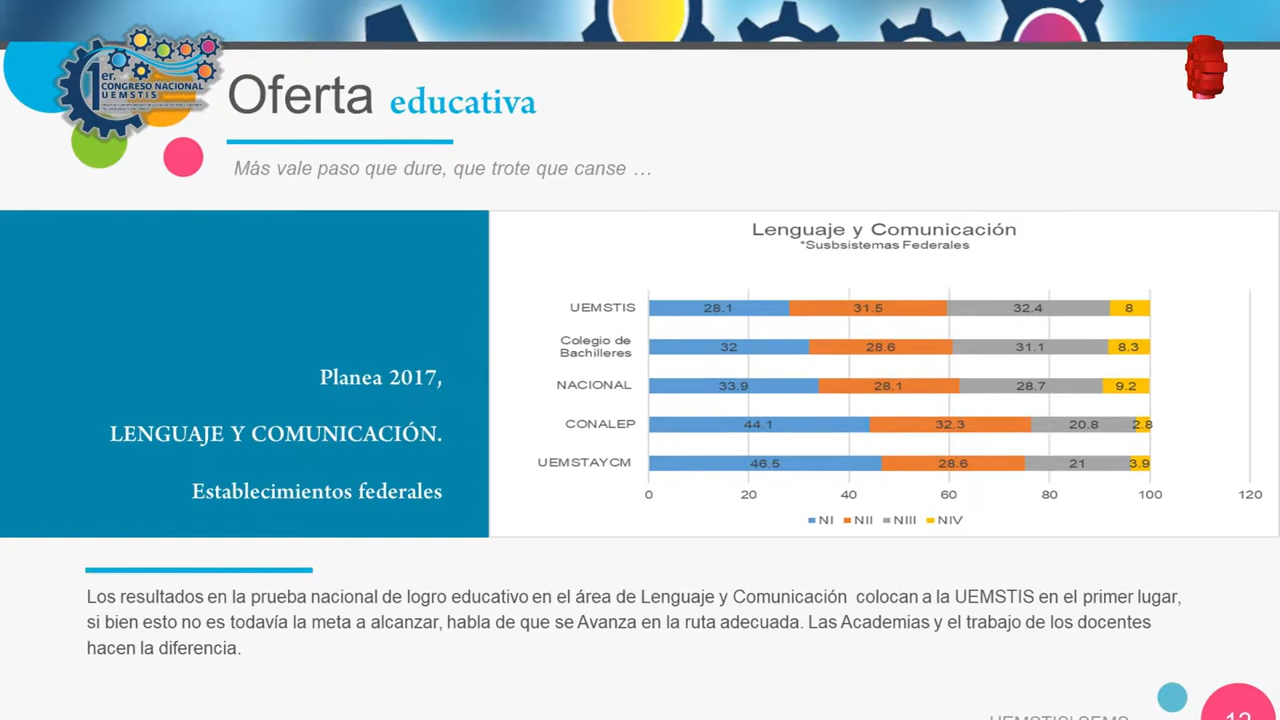 1er.
CONGRESO NACIONAL
UEMSTIS
Oferta educativa
Más vale paso que dure, que trote que canse …
Planea 2017,
LENGUAJE Y COMUNICACIÓN.
Establecimientos federales
Lenguaje y Comunicación
*Susbsistemas Federales
UEMSTIS 28.1 31.5 32.4 8
Colegio de
Bachilleres 32 28.6 31.1 8.3
NACIONAL 33.9 28.1 28.7 9.2
CONALEP 44.1 32.3 20.8 2.8
UEMSTAYCM 46.5 28.6 21 3.9
0 20 40 60 80 100 120
NI NII NIII NIV
Los resultados en la prueba nacional de logro educativo en el área de Lenguaje y Comunicación colocan a la UEMSTIS en el primer lugar,
si bien esto no es todavía la meta a alcanzar, habla de que se Avanza en la ruta adecuada. Las Academias y el trabajo de los docentes
hacen la diferencia.